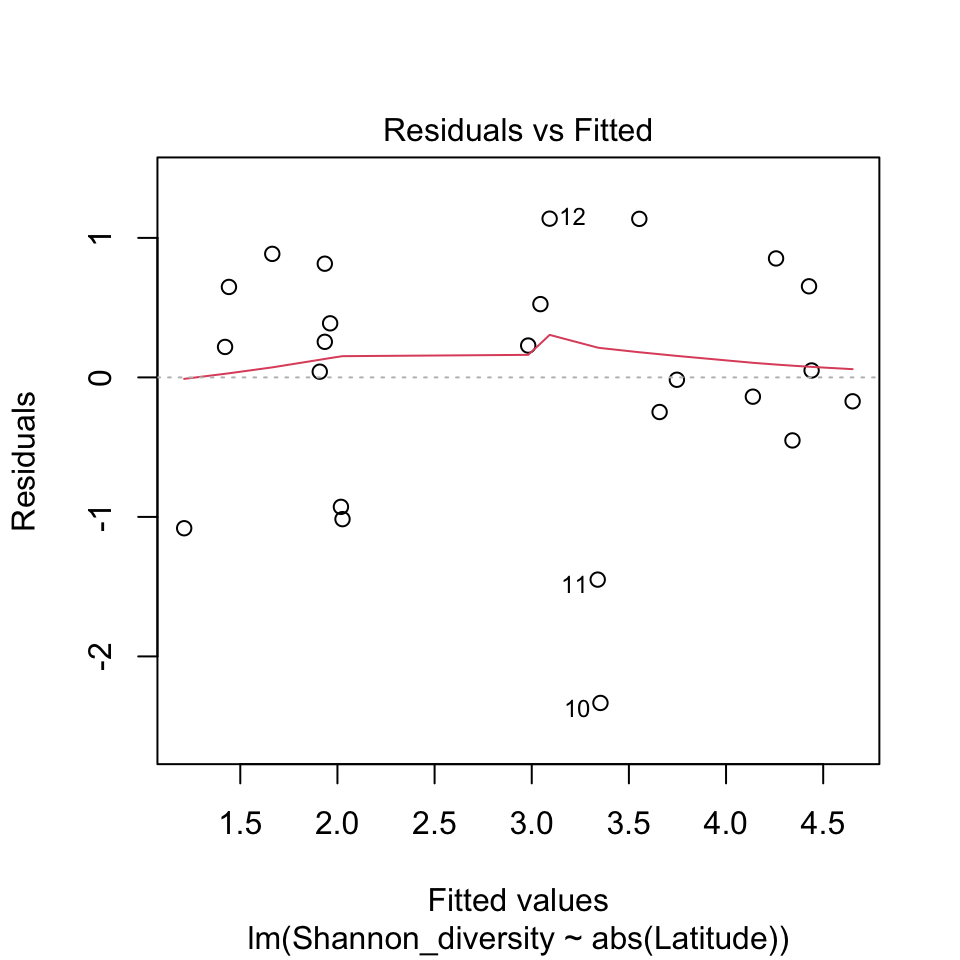 Residuals vs Fitted
Residuals
1
0
-1
-2
12
11
10
1.5 2.0 2.5 3.0 3.5 4.0 4.5
Fitted values
lm(Shannon_diversity ~ abs(Latitude))